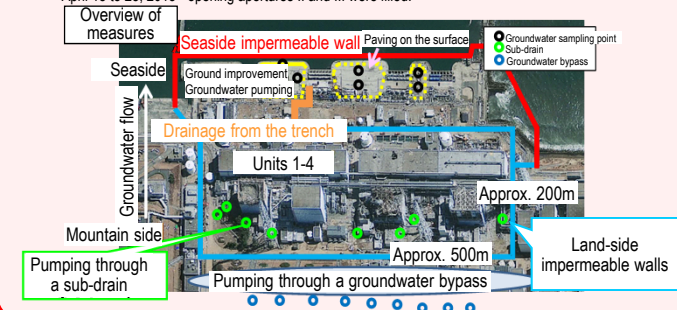 Overview of
measures
Seaside impermeable wall
Paving on the surface
Groundwater sampling point
Sub-drain
Groundwater bypass
Seaside
Ground improvement
Groundwater pumping
Drainage from the trench
Groundwater flow
Units 1-4
Approx. 200m
Mountain side
Approx. 500m
Land-side
impermeable walls
Pumping through
a sub-drain
Pumping through a groundwater bypass